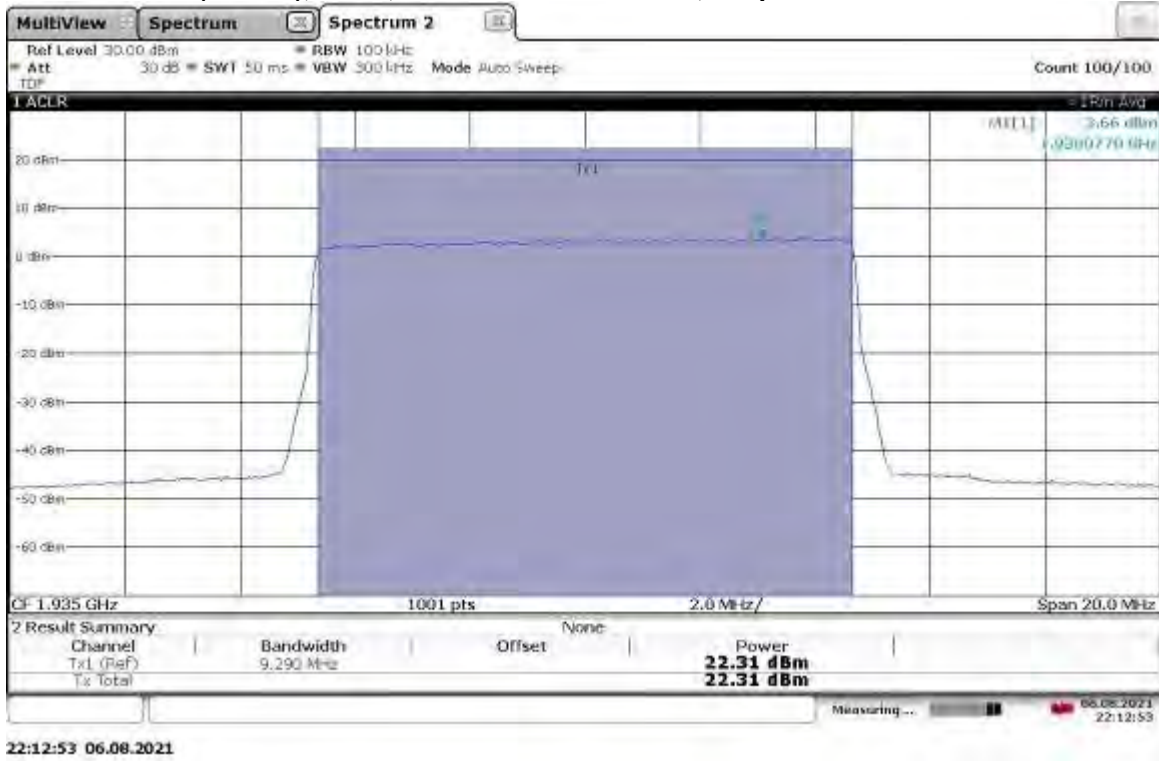 MultiView Spectrum Spectrum 2
Ref Level 30.00 dBm RBW 100 kHz
Att 30 dB SWT 50 ms VBW 300 kHz Mode Auto Sweep Count 100/100
TDF
1 ACLR 1Rm Avg
M1[1] 3.66 dBm
Tx1
20 dBm
10 dBm
0 dBm
-10 dBm
-20 dBm
-30 dBm
-40 dBm
-50 dBm
-60 dBm
CF 1.935 GHz 1001 pts 2.0 MHz/ Span 20.0 MHz
2 Result Summary None
Channel Bandwidth Offset Power
Tx1 (Ref) 9.290 MHz 22.31 dBm
Tx Total 22.31 dBm
Measuring... 06.08.2021
22:12:53
22:12:53 06.08.2021